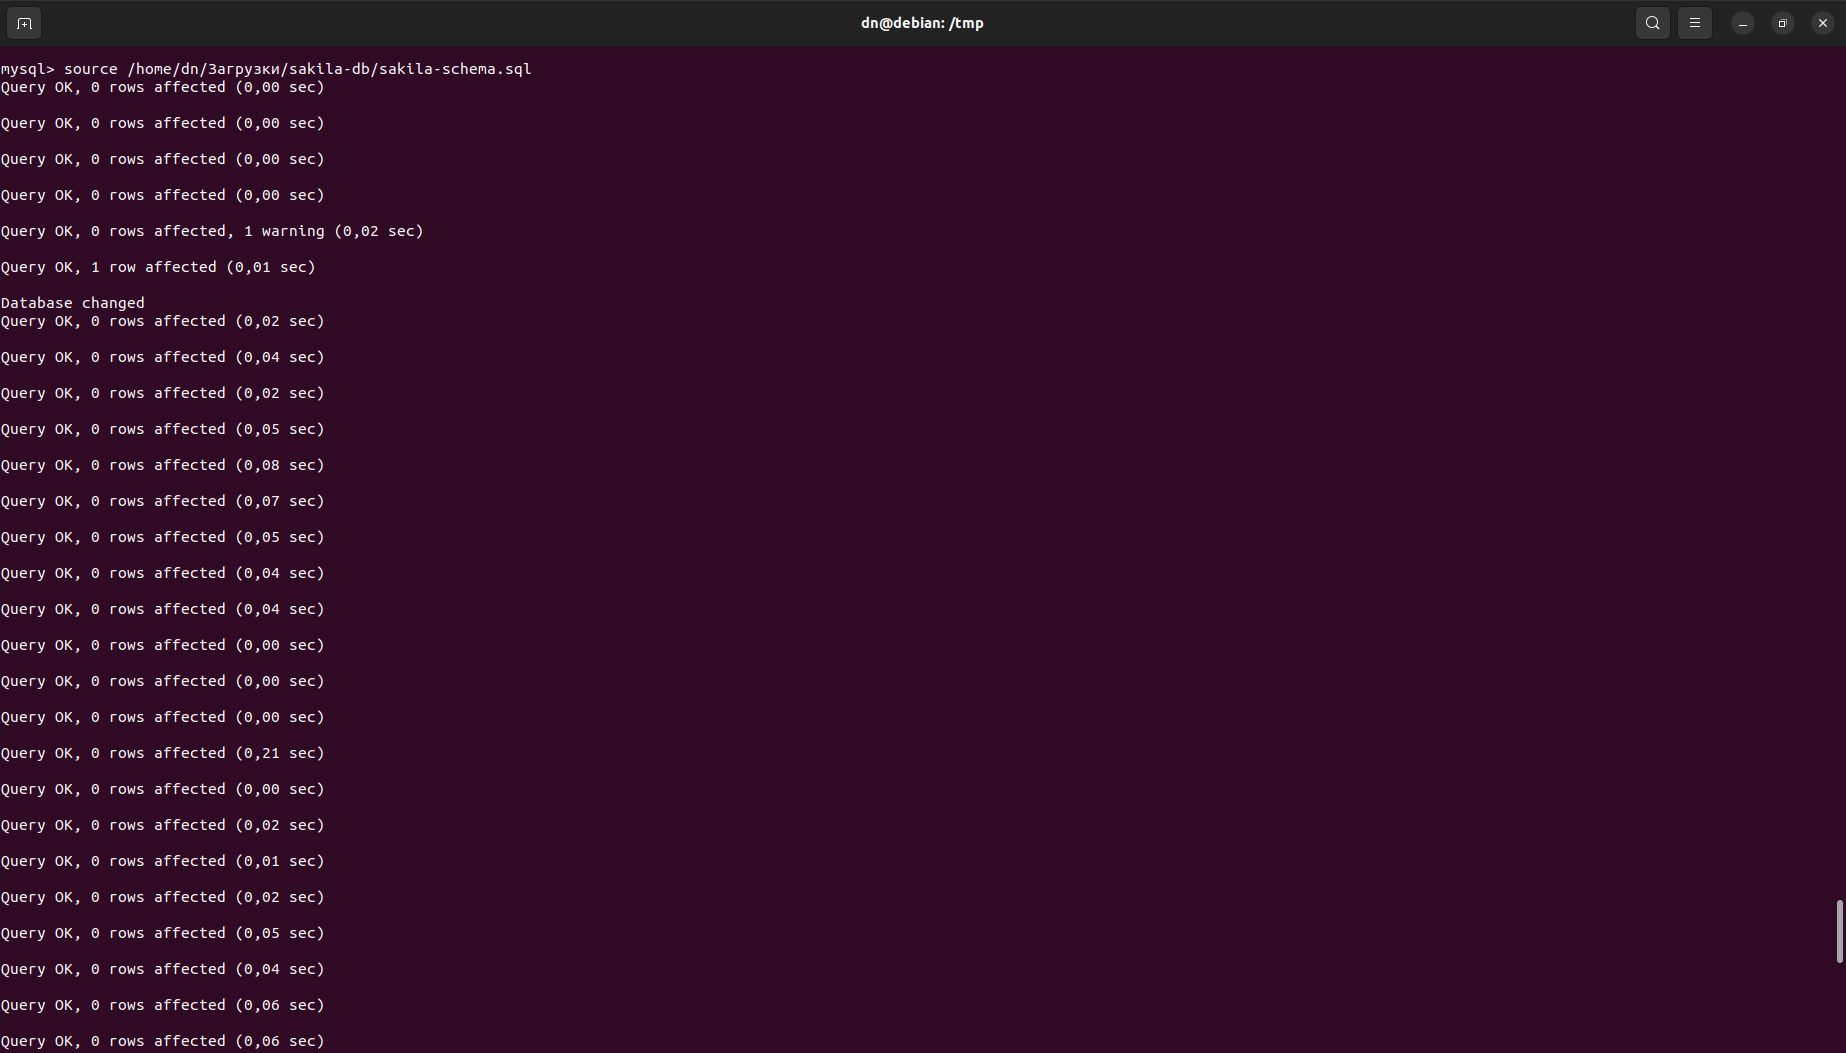 dn@debian: /tmp
mysql> source /home/dn/Загрузки/sakila-db/sakila-schema.sql
Query OK, 0 rows affected (0,00 sec)
Query OK, 0 rows affected (0,00 sec)
Query OK, 0 rows affected (0,00 sec)
Query OK, 0 rows affected (0,00 sec)
Query OK, 0 rows affected, 1 warning (0,02 sec)
Query OK, 1 row affected (0,01 sec)
Database changed
Query OK, 0 rows affected (0,02 sec)
Query OK, 0 rows affected (0,04 sec)
Query OK, 0 rows affected (0,02 sec)
Query OK, 0 rows affected (0,05 sec)
Query OK, 0 rows affected (0,08 sec)
Query OK, 0 rows affected (0,07 sec)
Query OK, 0 rows affected (0,05 sec)
Query OK, 0 rows affected (0,04 sec)
Query OK, 0 rows affected (0,04 sec)
Query OK, 0 rows affected (0,00 sec)
Query OK, 0 rows affected (0,00 sec)
Query OK, 0 rows affected (0,00 sec)
Query OK, 0 rows affected (0,21 sec)
Query OK, 0 rows affected (0,00 sec)
Query OK, 0 rows affected (0,02 sec)
Query OK, 0 rows affected (0,01 sec)
Query OK, 0 rows affected (0,02 sec)
Query OK, 0 rows affected (0,05 sec)
Query OK, 0 rows affected (0,04 sec)
Query OK, 0 rows affected (0,06 sec)
Query OK, 0 rows affected (0,06 sec)